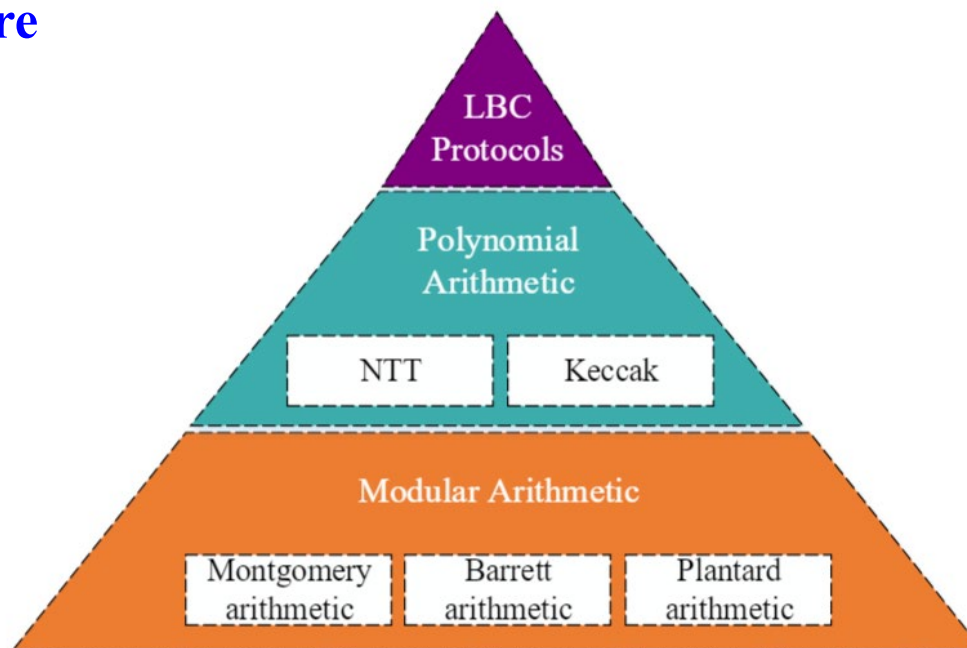 re
LBC
Protocols
Polynomial
Arithmetic
NTT
Keccak
Modular Arithmetic
Montgomery
arithmetic
Barrett
arithmetic
Plantard
arithmetic